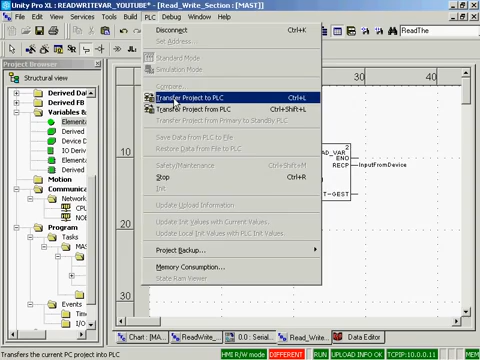 Unity Pro XL : READWRITEVAR_YOUTUBE* - [Read_Write_Section : [MAST]]
File Edit View Services Tools Build PLC Debug Window Help
ReadThe
Project Browser
Structural view
Derived Da
Derived FB
Variables &
Elementa
Derived
Device
IO Deriv
Derived
Motion
Communica
Network
CPU
NOE
Program
Tasks
MAS
Events
Time
I/O
Disconnect Ctrl+K
Set Address...
Standard Mode
Simulation Mode
Compare...
Transfer Project to PLC Ctrl+L
Transfer Project from PLC Ctrl+Shift+L
Transfer Project from Primary to Standby PLC
Save Data from PLC to File
Restore Data from File to PLC
Safety/Maintenance Ctrl+Shift+M
Stop Ctrl+R
Init
Update Upload Information
Update Init Values with Current Values.
Update Local Init Values with PLC Init Values.
Project Backup...
Memory Consumption...
State Ram Viewer
30 40
10
20
30
AD_VAR 2
ENO
RECP InputFromDevice
T-GEST
Chart : [MA... ReadWrite_... 0.0 : Serial... Read_Write... Data Editor
Transfers the current PC project into PLC
HMI R/W mode DIFFERENT RUN UPLOAD INFO OK TCPIP:10.0.0.11 MEM